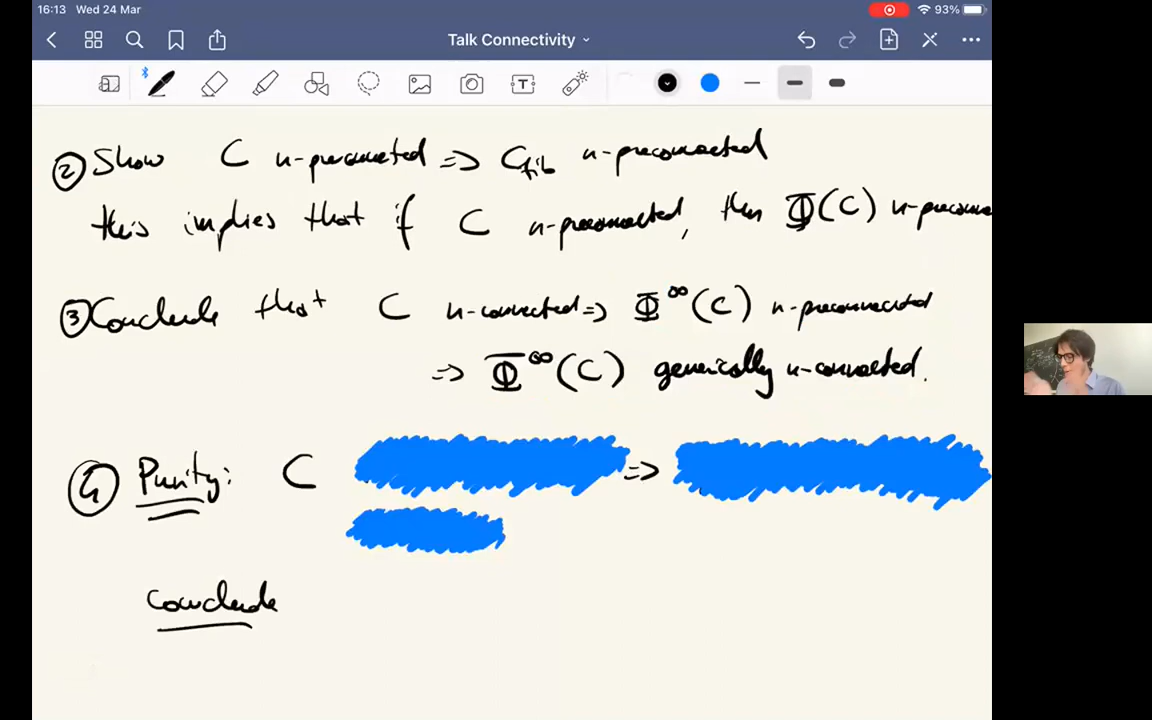 16:13 Wed 24 Mar 93%
Talk Connectivity
② Show C n-preconnected => C_fib n-preconnected
this implies that if C n-preconnected, then Φ(C) n-preconne
③ Conclude that C n-connected => Φ^∞(C) n-preconnected
=> Φ^∞(C) generically n-connected.
④ Purity: C =>
conclude